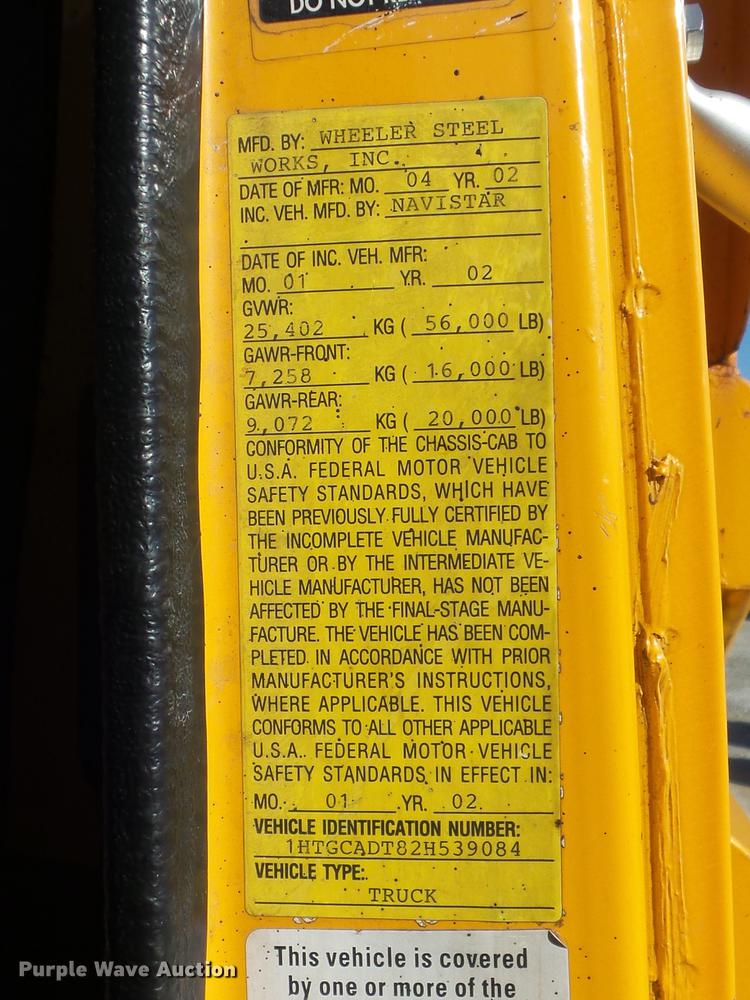 DO NOT
MFD. BY: WHEELER STEEL
WORKS, INC.
DATE OF MFR: MO. 04 YR. 02
INC. VEH. MFD. BY: NAVISTAR
DATE OF INC. VEH. MFR:
MO. 01 YR. 02
GVWR:
25,402 KG ( 56,000 LB)
GAWR-FRONT:
7,258 KG ( 16,000 LB)
GAWR-REAR:
9,072 KG ( 20,000 LB)
CONFORMITY OF THE CHASSIS-CAB TO
U.S.A. FEDERAL MOTOR VEHICLE
SAFETY STANDARDS, WHICH HAVE
BEEN PREVIOUSLY FULLY CERTIFIED BY
THE INCOMPLETE VEHICLE MANUFAC-
TURER OR BY THE INTERMEDIATE VE-
HICLE MANUFACTURER, HAS NOT BEEN
AFFECTED BY THE FINAL-STAGE MANU-
FACTURE. THE VEHICLE HAS BEEN COM-
PLETED IN ACCORDANCE WITH PRIOR
MANUFACTURER'S INSTRUCTIONS,
WHERE APPLICABLE. THIS VEHICLE
CONFORMS TO ALL OTHER APPLICABLE
U.S.A. FEDERAL MOTOR VEHICLE
SAFETY STANDARDS IN EFFECT IN:
MO. 01 YR. 02
VEHICLE IDENTIFICATION NUMBER:
1HTGCADT82H539084
VEHICLE TYPE:
TRUCK
This vehicle is covered
by one or more of the
Purple Wave Auction